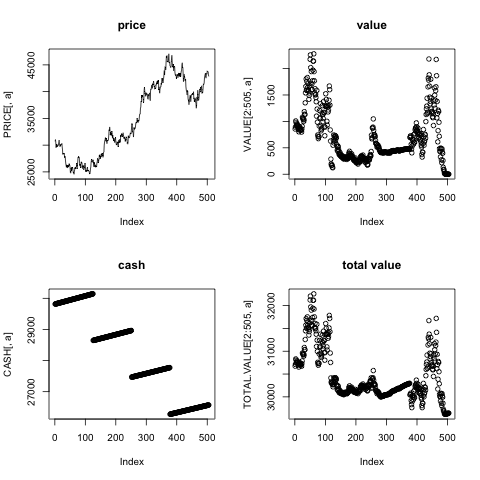 price
value
PRICE[, a]
25000 35000 45000
0 100 200 300 400 500
Index
VALUE[2:505, a]
0 500 1500
0 100 200 300 400 500
Index
cash
total value
CASH[, a]
27000 29000
0 100 200 300 400 500
Index
TOTAL.VALUE[2:505, a]
30000 31000 32000
0 100 200 300 400 500
Index